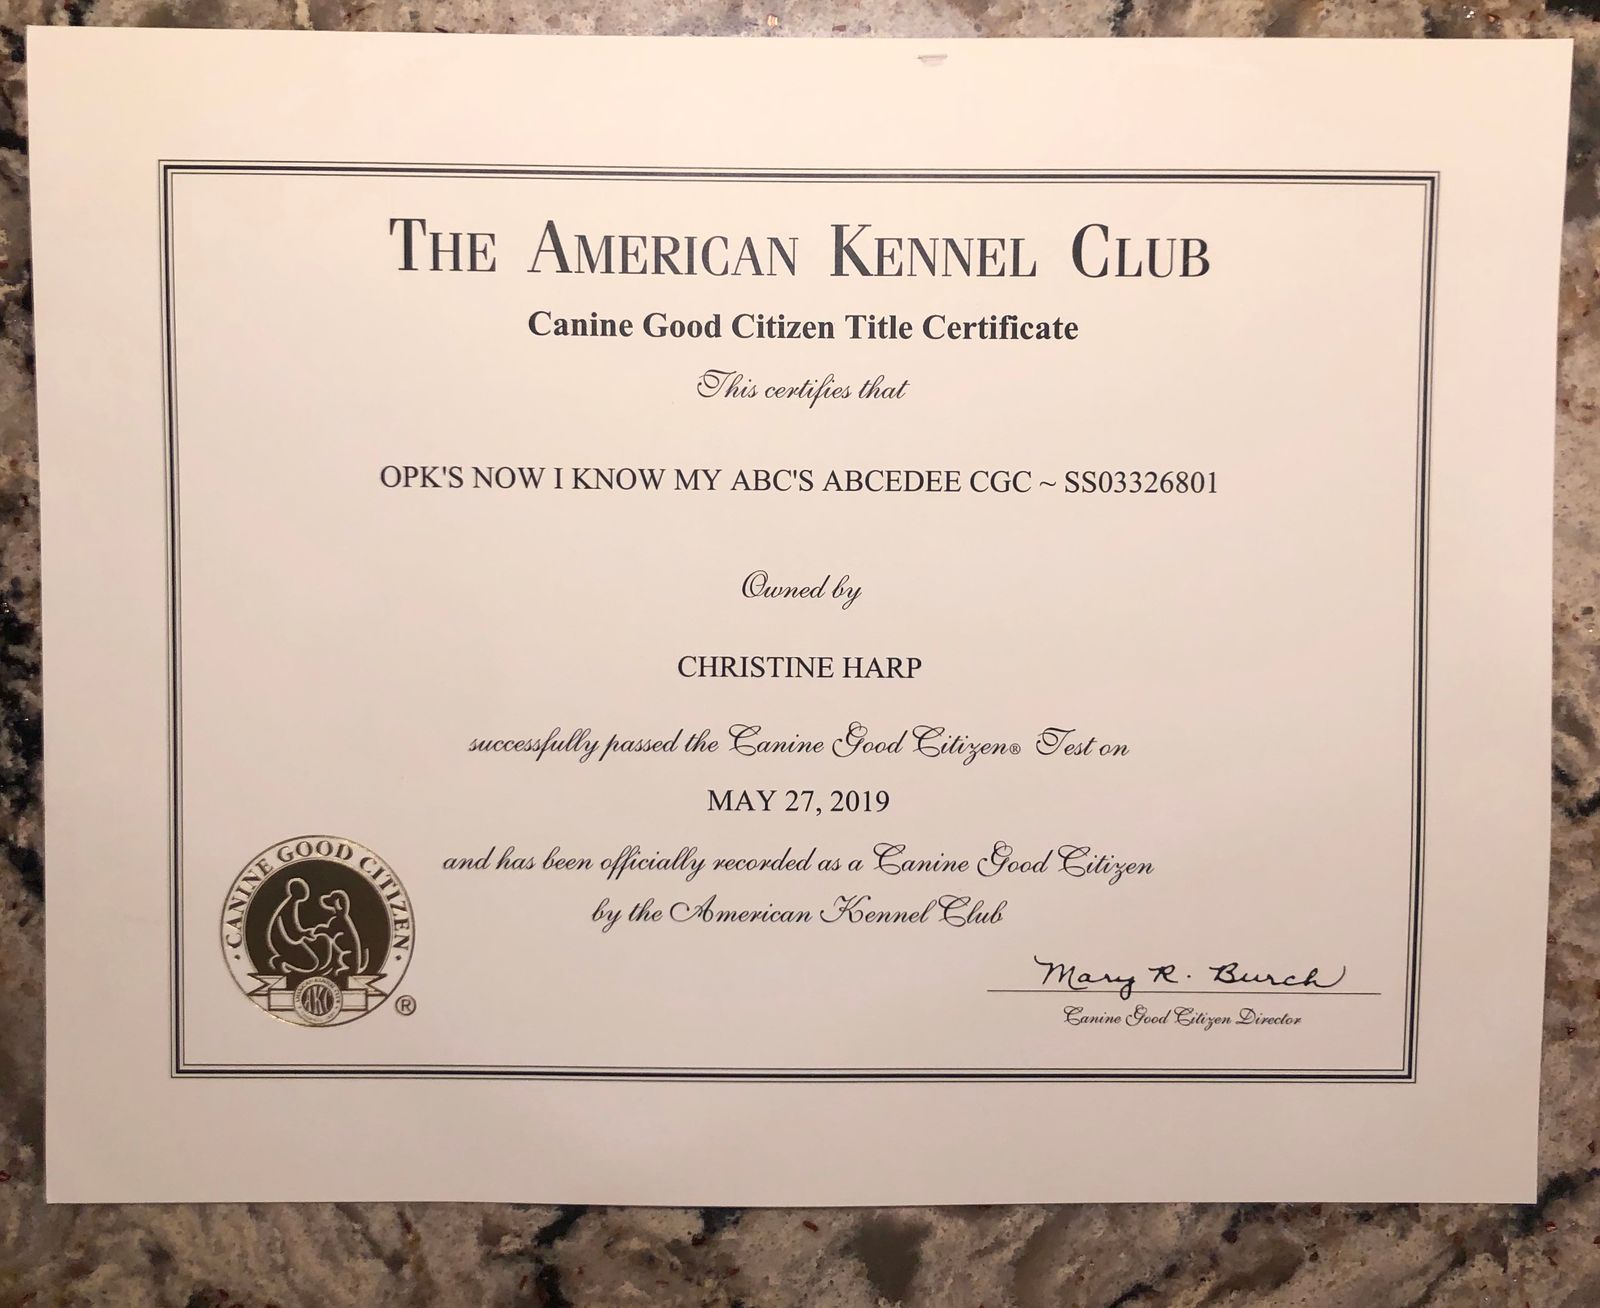 THE AMERICAN KENNEL CLUB
Canine Good Citizen Title Certificate
This certifies that
OPK'S NOW I KNOW MY ABC'S ABCEDEE CGC ~ SS03326801
Owned by
CHRISTINE HARP
successfully passed the Canine Good Citizen® Test on
MAY 27, 2019
and has been officially recorded as a Canine Good Citizen
by the American Kennel Club
· CANINE GOOD CITIZEN ·
AKC
®
Mary R. Burch
Canine Good Citizen Director